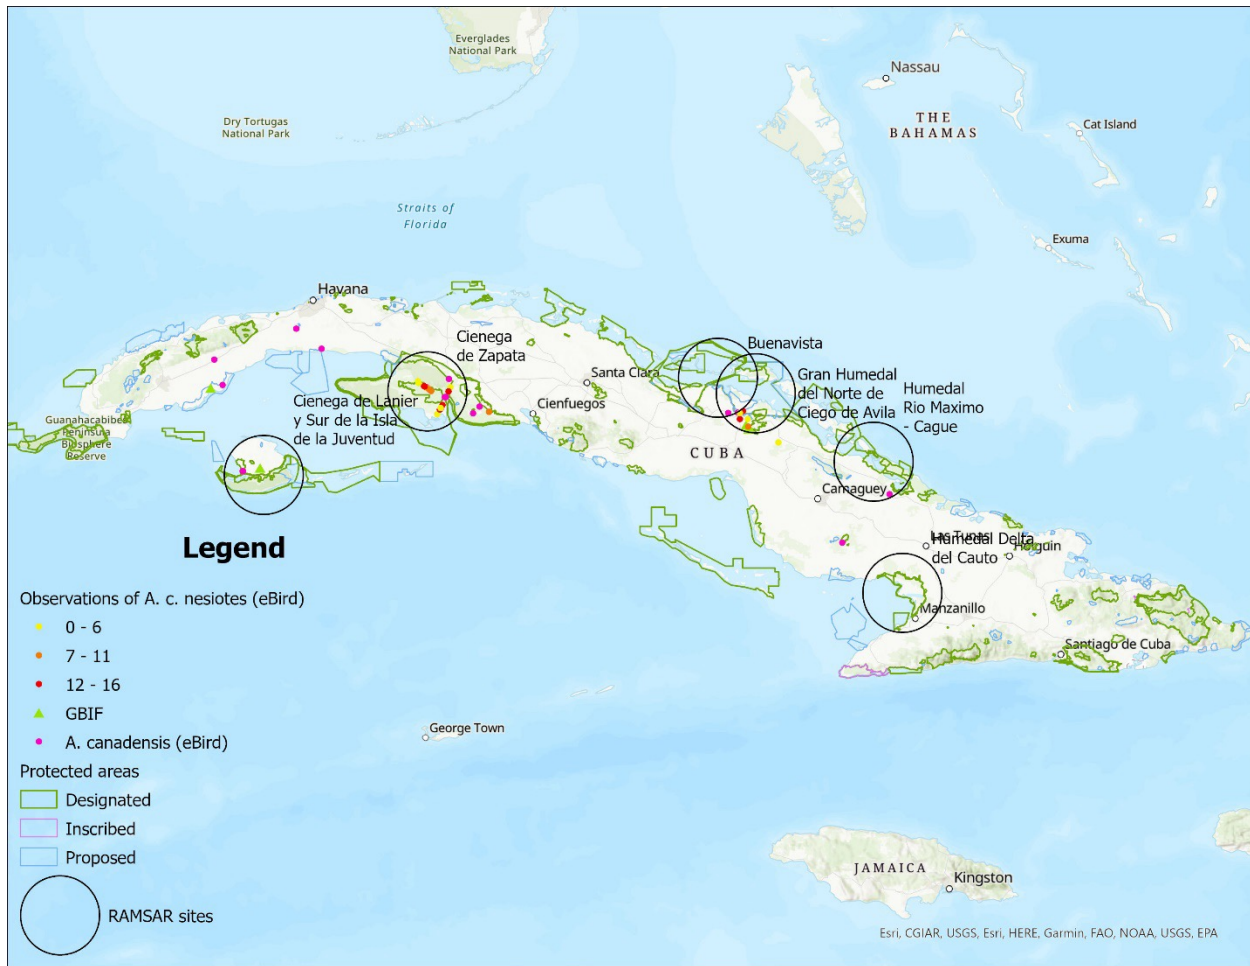 Everglades
National Park
Nassau
THE
BAHAMAS
Cat Island
Dry Tortugas
National Park
Straits of
Florida
Exuma
Havana
Cienega
de Zapata
Buenavista
Santa Clara
Gran Humedal
del Norte de
Ciego de Avila
Humedal
Rio Maximo
- Cague
Cienega de Lanier
y Sur de la Isla
de la Juventud
Cienfuegos
Guanahacabibes
Peninsula
Biosphere
Reserve
CUBA
Camaguey
Las Tunas
Humedal Delta
del Cauto
Holguin
Manzanillo
Santiago de Cuba
George Town
JAMAICA
Kingston
Legend
Observations of A. c. nesiotes (eBird)
0 - 6
7 - 11
12 - 16
GBIF
A. canadensis (eBird)
Protected areas
Designated
Inscribed
Proposed
RAMSAR sites
Esri, CGIAR, USGS, Esri, HERE, Garmin, FAO, NOAA, USGS, EPA